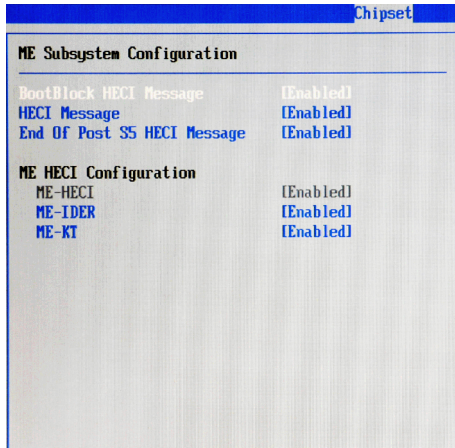 Chipset
ME Subsystem Configuration
BootBlock HECI Message [Enabled]
HECI Message [Enabled]
End Of Post S5 HECI Message [Enabled]
ME HECI Configuration
ME-HECI [Enabled]
ME-IDER [Enabled]
ME-KT [Enabled]